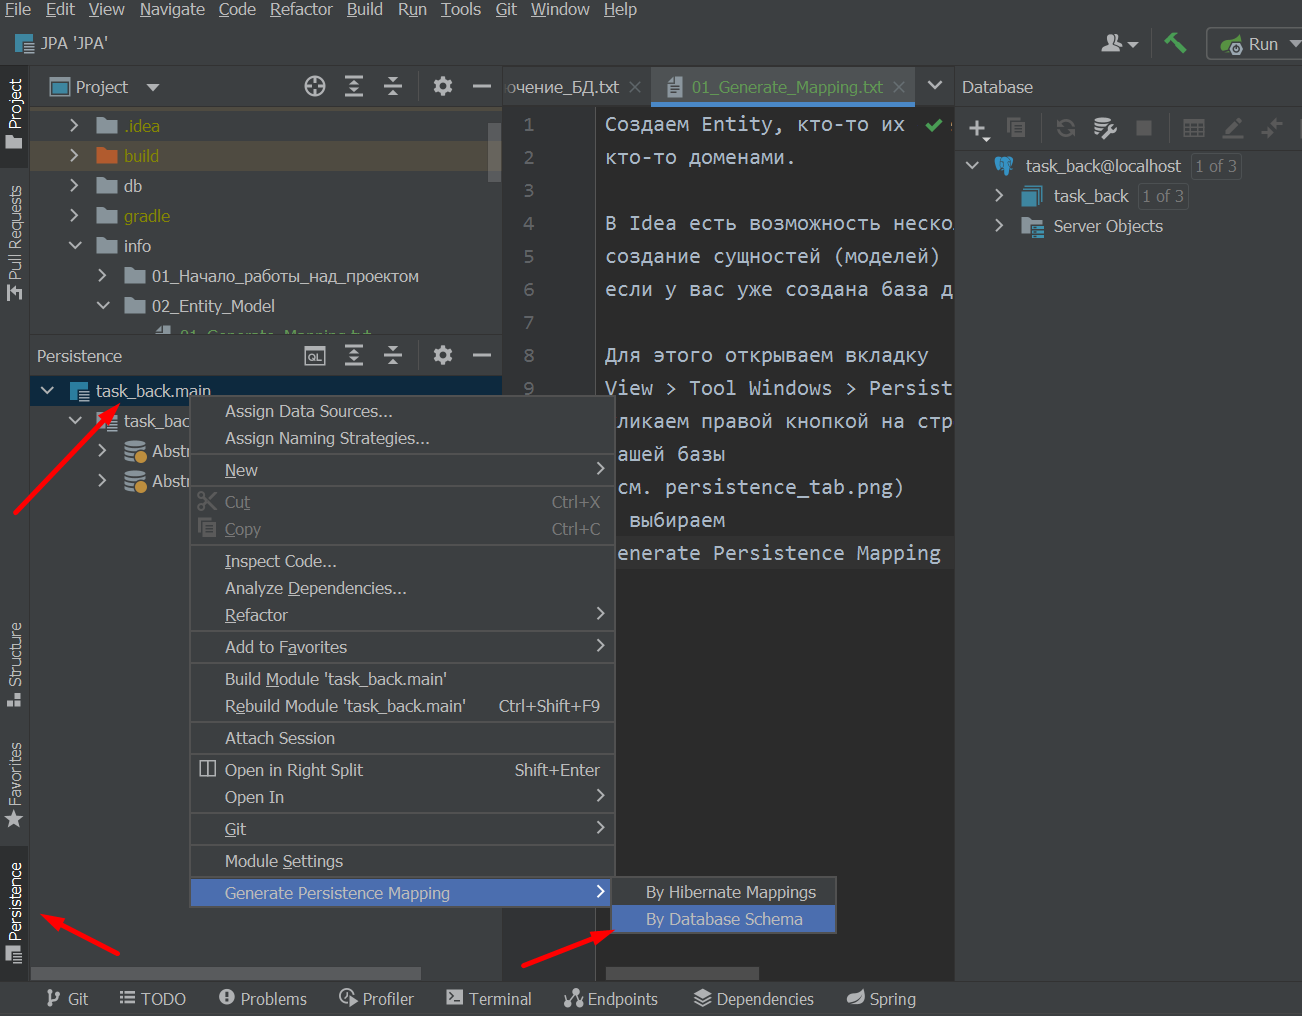 File Edit View Navigate Code Refactor Build Run Tools Git Window Help
JPA 'JPA'
Run
Project
Project
.idea
build
db
gradle
info
01_Начало_работы_над_проектом
02_Entity_Model
01_Generate_Mapping.txt
Pull Requests
Structure
Favorites
Persistence
Persistence
QL
task_back.main
task_bac
Abst
Abst
Assign Data Sources...
Assign Naming Strategies...
New
Cut Ctrl+X
Copy Ctrl+C
Inspect Code...
Analyze Dependencies...
Refactor
Add to Favorites
Build Module 'task_back.main'
Rebuild Module 'task_back.main' Ctrl+Shift+F9
Attach Session
Open in Right Split Shift+Enter
Open In
Git
Module Settings
Generate Persistence Mapping
By Hibernate Mappings
By Database Schema
ючение_БД.txt 01_Generate_Mapping.txt
1 Создаем Entity, кто-то их
2 кто-то доменами.
3
4 В Idea есть возможность неско
5 создание сущностей (моделей)
6 если у вас уже создана база д
7
8 Для этого открываем вкладку
9 View > Tool Windows > Persist
ликаем правой кнопкой на стр
ашей базы
см. persistence_tab.png)
выбираем
enerate Persistence Mapping
Database
task_back@localhost 1 of 3
task_back 1 of 3
Server Objects
Git TODO Problems Profiler Terminal Endpoints Dependencies Spring